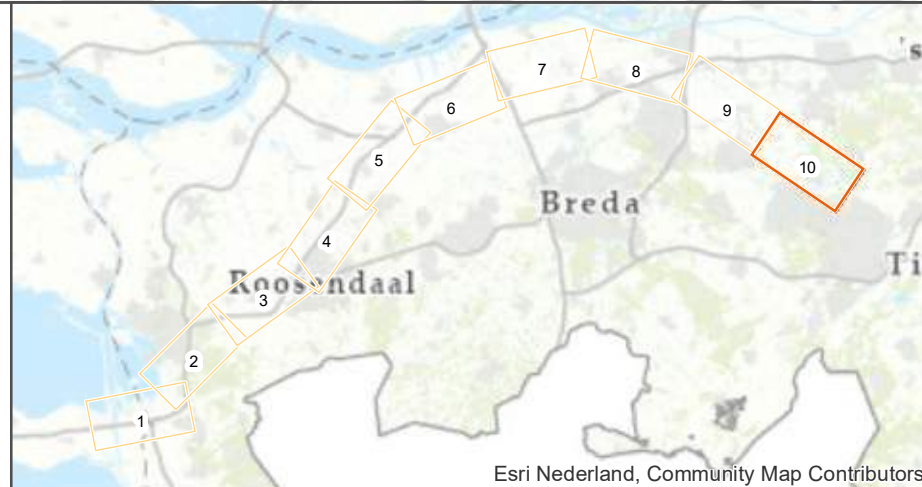 's
7
8
6
9
5
10
Breda
4
Ti
Roosendaal
3
2
1
Esri Nederland, Community Map Contributors